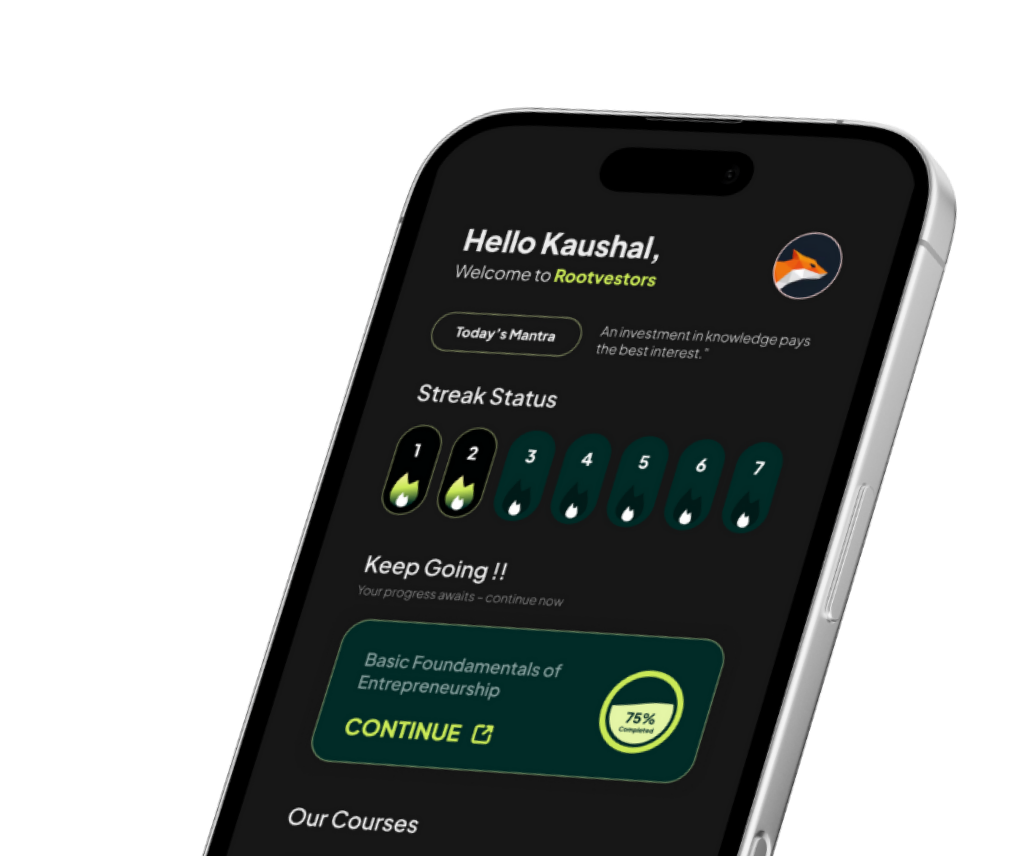 Hello Kaushal,
Welcome to Rootvestors
Today's Mantra
An investment in knowledge pays
the best interest."
Streak Status
1 2 3 4 5 6 7
Keep Going !!
Your progress awaits - continue now
Basic Foundamentals of
Entrepreneurship
CONTINUE
75%
Completed
Our Courses